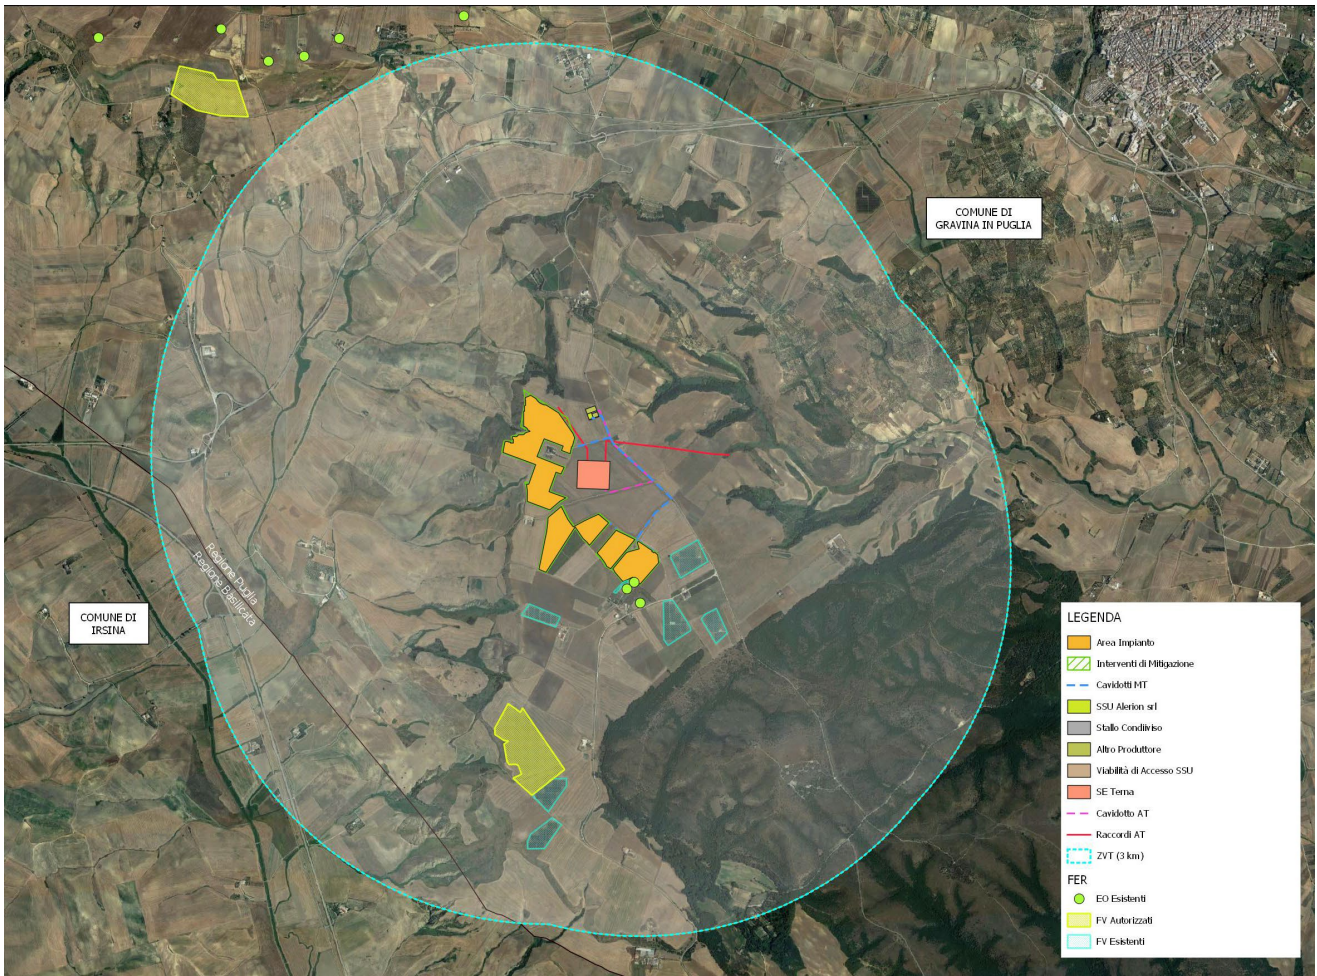 COMUNE DI
GRAVINA IN PUGLIA
Regione Puglia
Regione Basilicata
COMUNE DI
IRSINA
LEGENDA
Area Impianto
Interventi di Mitigazione
Cavidotti MT
SSU Alerion srl
Stallo Condiiviso
Altro Produttore
Viabilità di Accesso SSU
SE Terna
Cavidotto AT
Raccordi AT
ZVT (3 km)
FER
EO Esistenti
FV Autorizzati
FV Esistenti